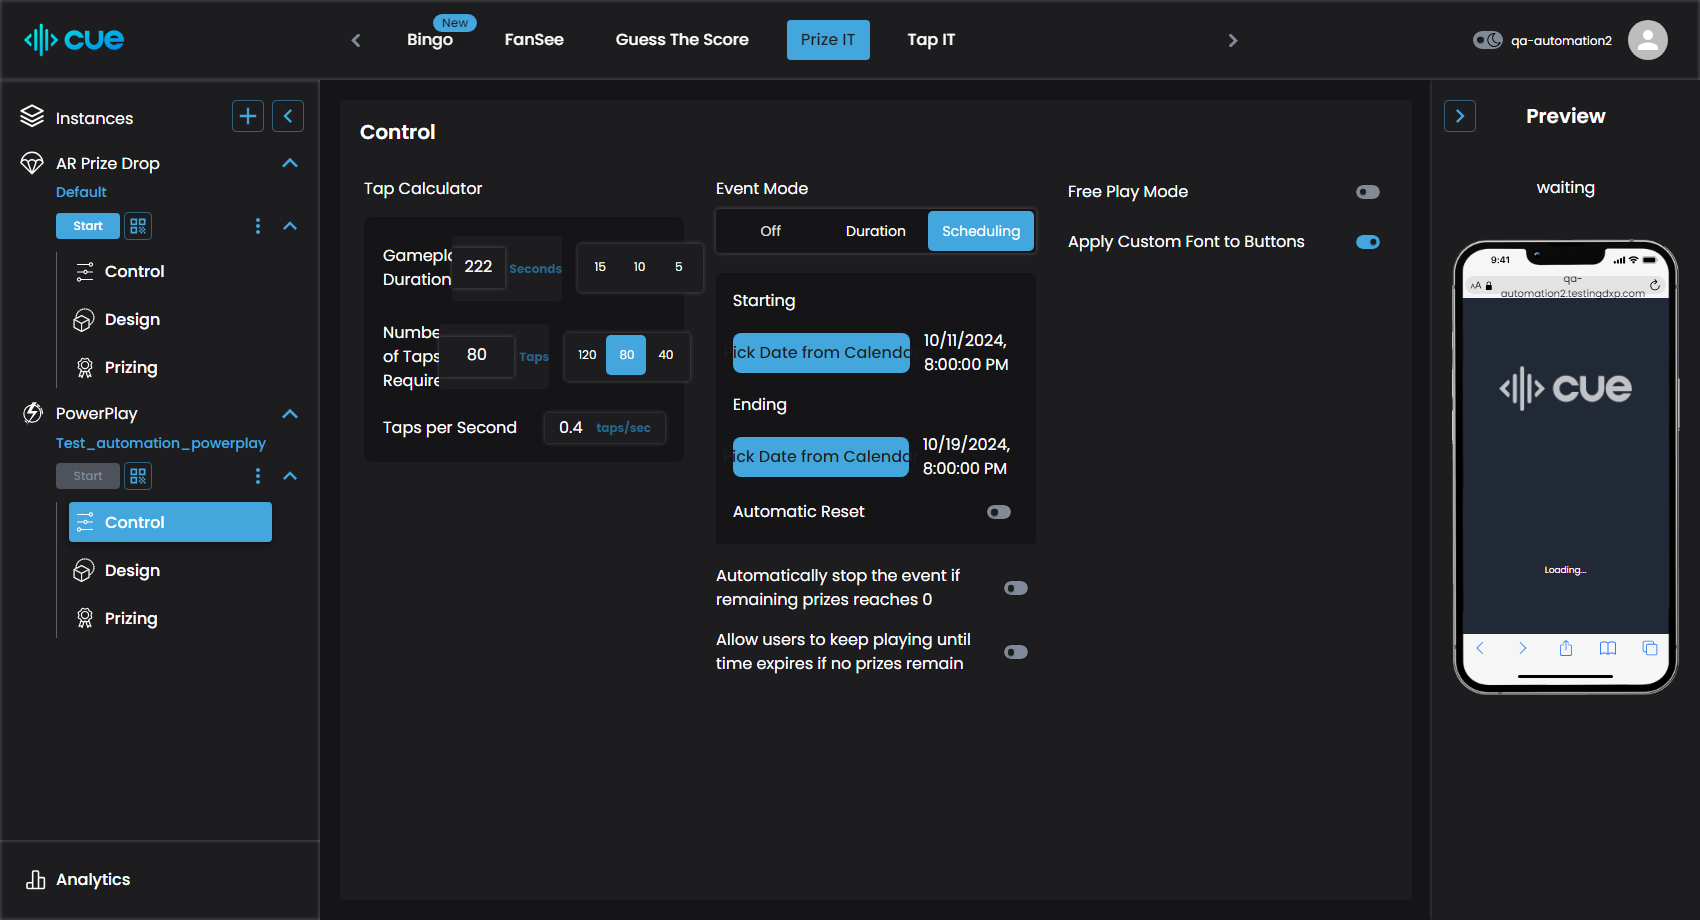 cue
New
Bingo
FanSee
Guess The Score
Prize IT
Tap IT
qa-automation2
Instances
AR Prize Drop
Default
Start
Control
Design
Prizing
PowerPlay
Test_automation_powerplay
Start
Control
Design
Prizing
Analytics
Control
Tap Calculator
Gamepl
Duration
222
Seconds
15 10 5
Numbe
of Taps
Require
80
Taps
120 80 40
Taps per Second
0.4 taps/sec
Event Mode
Off
Duration
Scheduling
Starting
ick Date from Calenda
10/11/2024,
8:00:00 PM
Ending
ick Date from Calenda
10/19/2024,
8:00:00 PM
Automatic Reset
Automatically stop the event if
remaining prizes reaches 0
Allow users to keep playing until
time expires if no prizes remain
Free Play Mode
Apply Custom Font to Buttons
Preview
waiting
9:41
AA
qa-
automation2.testingdxp.com
cue
Loading...